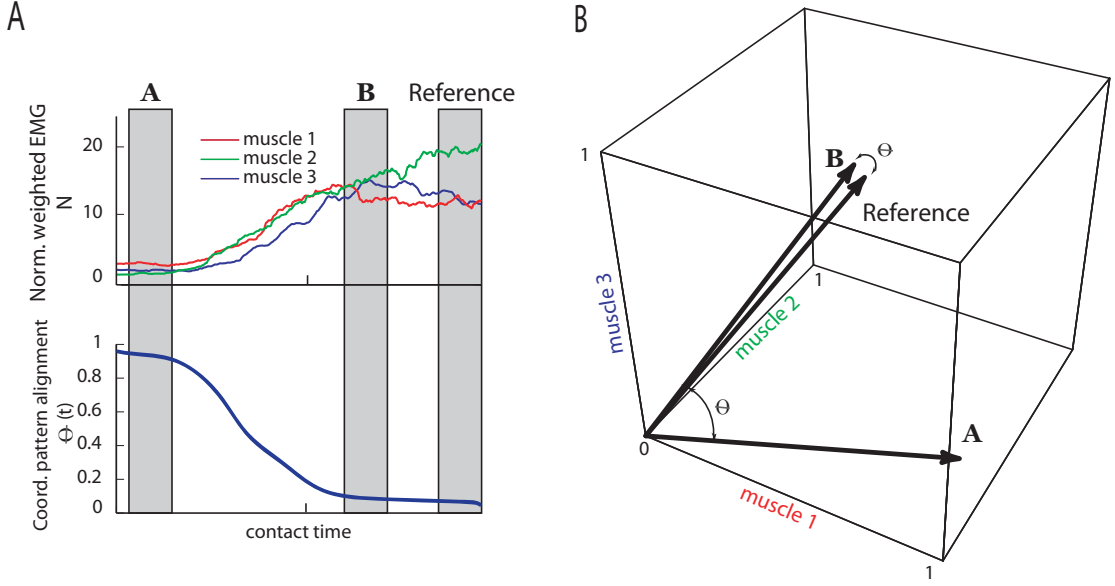 A
B
A
B
Reference
Norm. weighted EMG
N
20
10
0
muscle 1
muscle 2
muscle 3
Coord. pattern alignment
Θ (t)
1
0.8
0.6
0.4
0.2
0
contact time
B
Θ
Reference
1
muscle 3
muscle 2
1
Θ
A
0
muscle 1
1